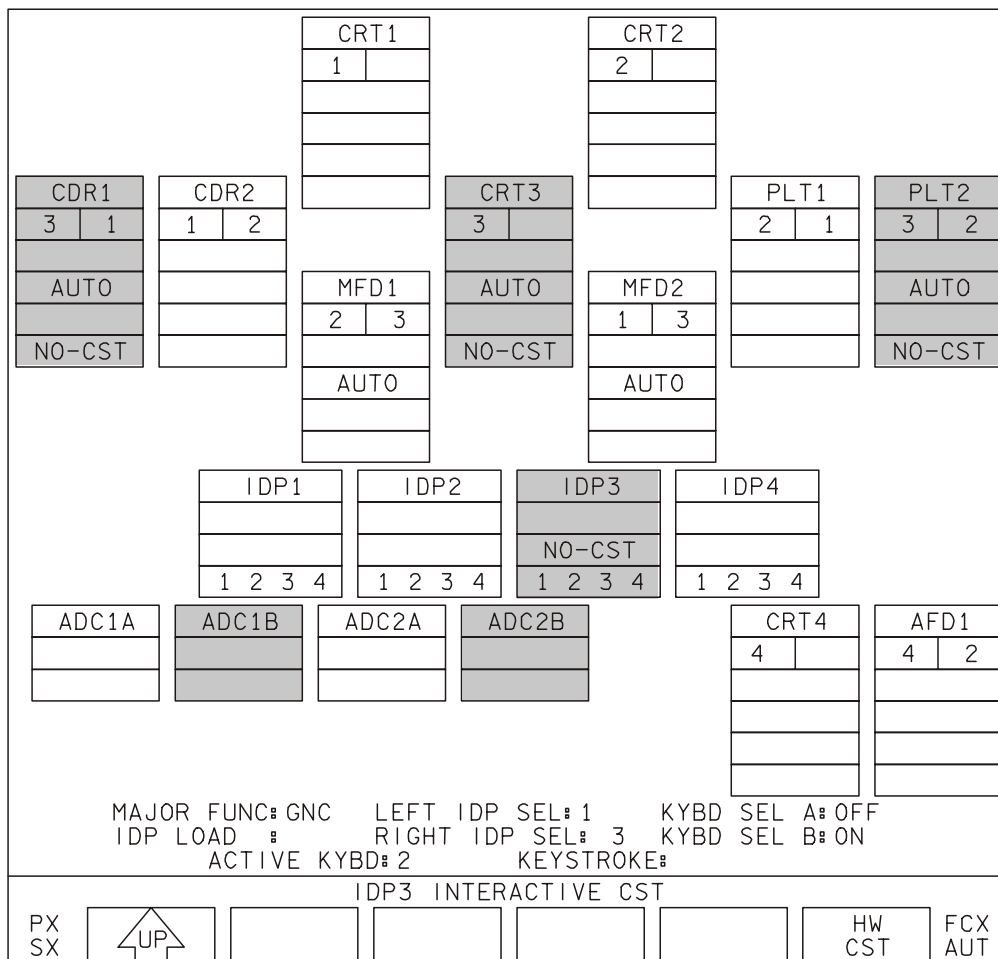 CRT1 CRT2
1 2
CDR1 CDR2 CRT3 PLT1 PLT2
3 1 1 2 3 2 1 3 2
AUTO MFD1 AUTO MFD2 AUTO
2 3 1 3
NO-CST NO-CST NO-CST
AUTO AUTO
IDP1 IDP2 IDP3 IDP4
NO-CST
1 2 3 4 1 2 3 4 1 2 3 4 1 2 3 4
ADC1A ADC1B ADC2A ADC2B CRT4 AFD1
4 4 2
MAJOR FUNC: GNC LEFT IDP SEL: 1 KYBD SEL A: OFF
IDP LOAD : RIGHT IDP SEL: 3 KYBD SEL B: ON
ACTIVE KYBD: 2 KEYSTROKE:
IDP3 INTERACTIVE CST
PX UP HW FCX
SX CST AUT